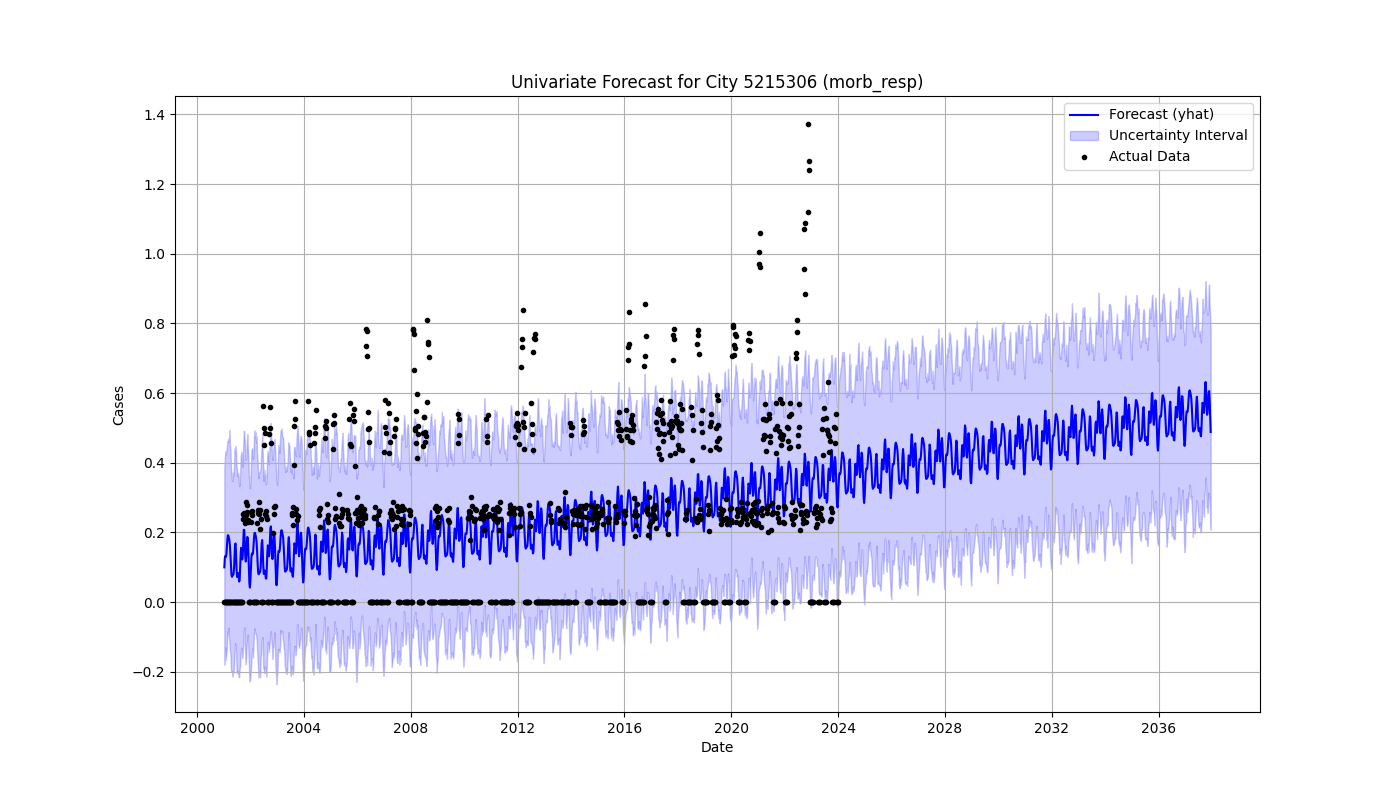 Univariate Forecast for City 5215306 (morb_resp)
Forecast (yhat)
Uncertainty Interval
Actual Data
Cases
1.4
1.2
1.0
0.8
0.6
0.4
0.2
0.0
−0.2
2000 2004 2008 2012 2016 2020 2024 2028 2032 2036
Date